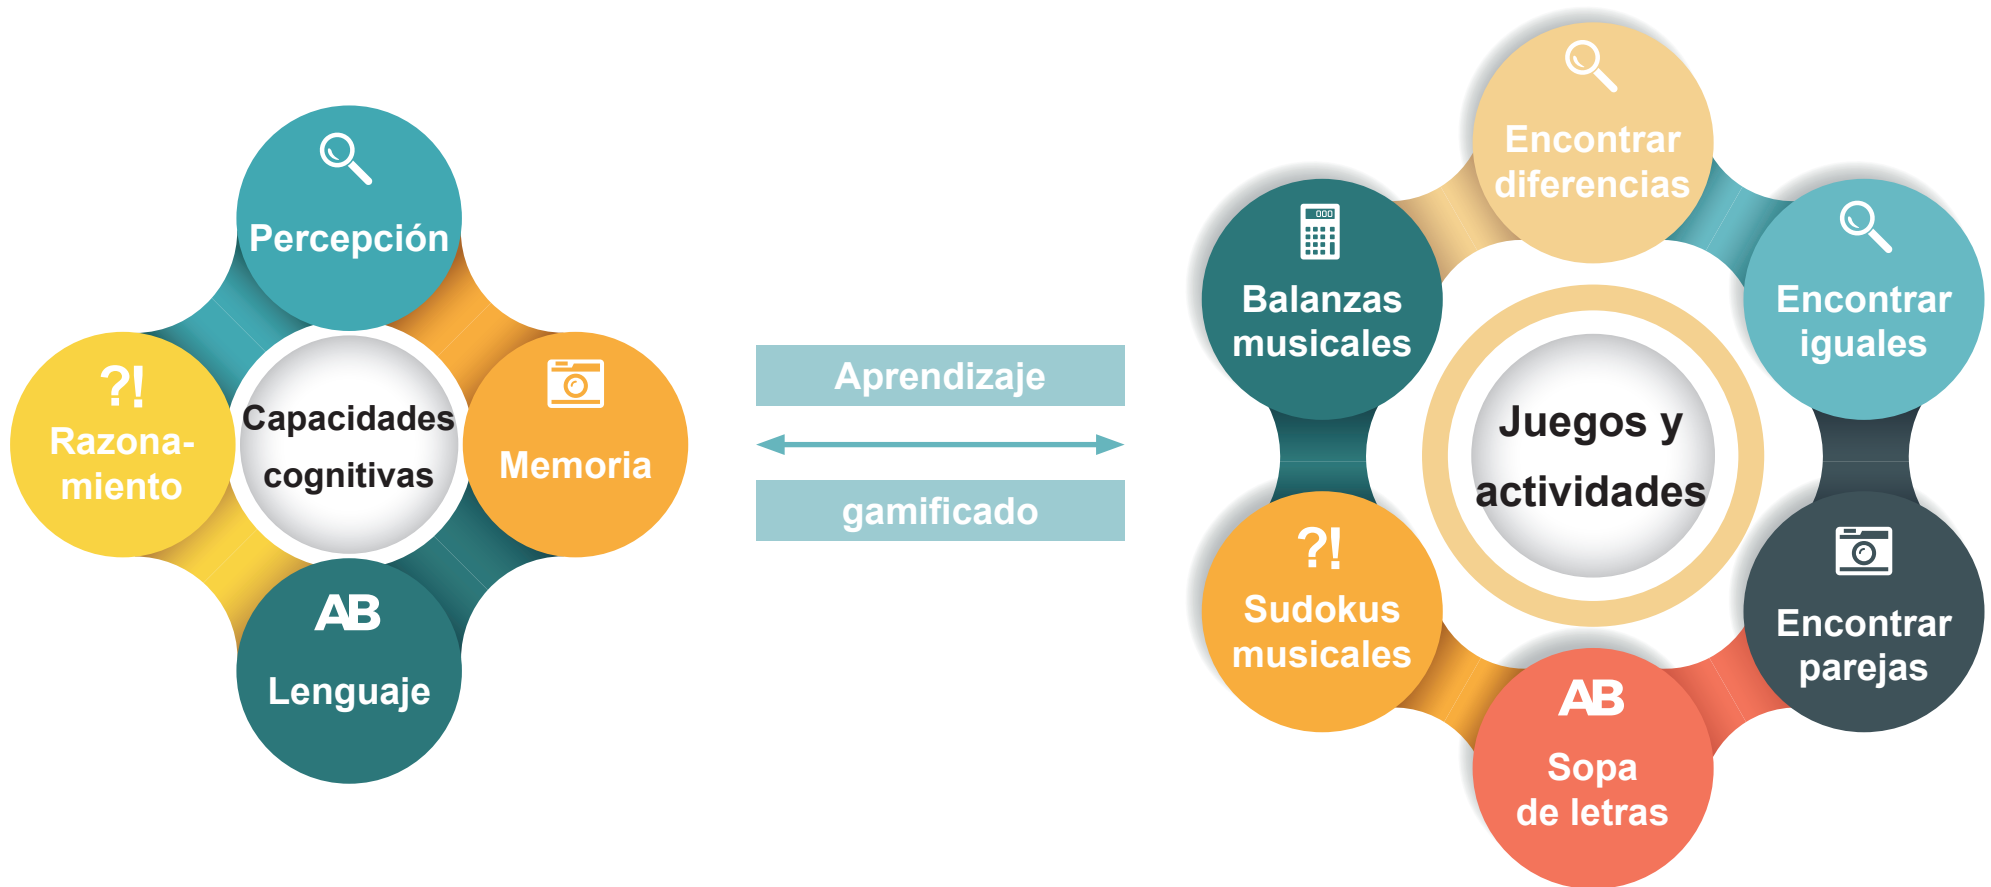 Percepción
?!
Razona-
miento
Capacidades
cognitivas
Memoria
AB
Lenguaje
Aprendizaje
gamificado
Encontrar
diferencias
000
Balanzas
musicales
Encontrar
iguales
Juegos y
actividades
?!
Sudokus
musicales
Encontrar
parejas
AB
Sopa
de letras